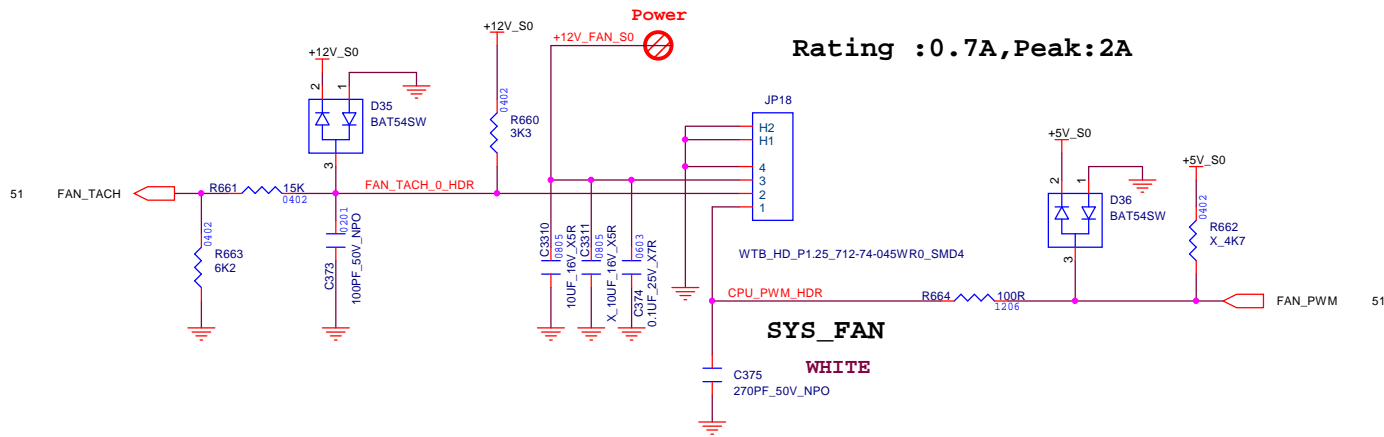 Power
+12V_FAN_S0
Rating :0.7A,Peak:2A
+12V_S0
+12V_S0
2
1
D35
BAT54SW
3
0402
R660
3K3
JP18
H2
H1
4
3
2
1
+5V_S0
2
1
D36
BAT54SW
3
+5V_S0
0402
R662
X_4K7
51
FAN_TACH
R661
15K
0402
FAN_TACH_0_HDR
0402
R663
6K2
0201
C373
100PF_50V_NPO
C3310
0805
10UF_16V_X5R
C3311
0805
X_10UF_16V_X5R
0603
C374
0.1UF_25V_X7R
WTB_HD_P1.25_712-74-045WR0_SMD4
CPU_PWM_HDR
R664
100R
1206
FAN_PWM
51
SYS_FAN
WHITE
C375
270PF_50V_NPO